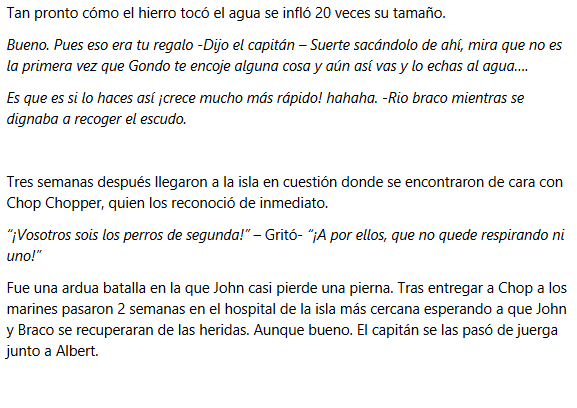 Tan pronto cómo el hierro tocó el agua se infló 20 veces su tamaño.
Bueno. Pues eso era tu regalo -Dijo el capitán – Suerte sacándolo de ahí, mira que no es
la primera vez que Gondo te encoje alguna cosa y aún así vas y lo echas al agua....
Es que es si lo haces así ¡crece mucho más rápido! hahaha. -Rio braco mientras se
dignaba a recoger el escudo.
Tres semanas después llegaron a la isla en cuestión donde se encontraron de cara con
Chop Chopper, quien los reconoció de inmediato.
“¡Vosotros sois los perros de segunda!” – Gritó- “¡A por ellos, que no quede respirando ni
uno!”
Fue una ardua batalla en la que John casi pierde una pierna. Tras entregar a Chop a los
marines pasaron 2 semanas en el hospital de la isla más cercana esperando a que John
y Braco se recuperaran de las heridas. Aunque bueno. El capitán se las pasó de juerga
junto a Albert.